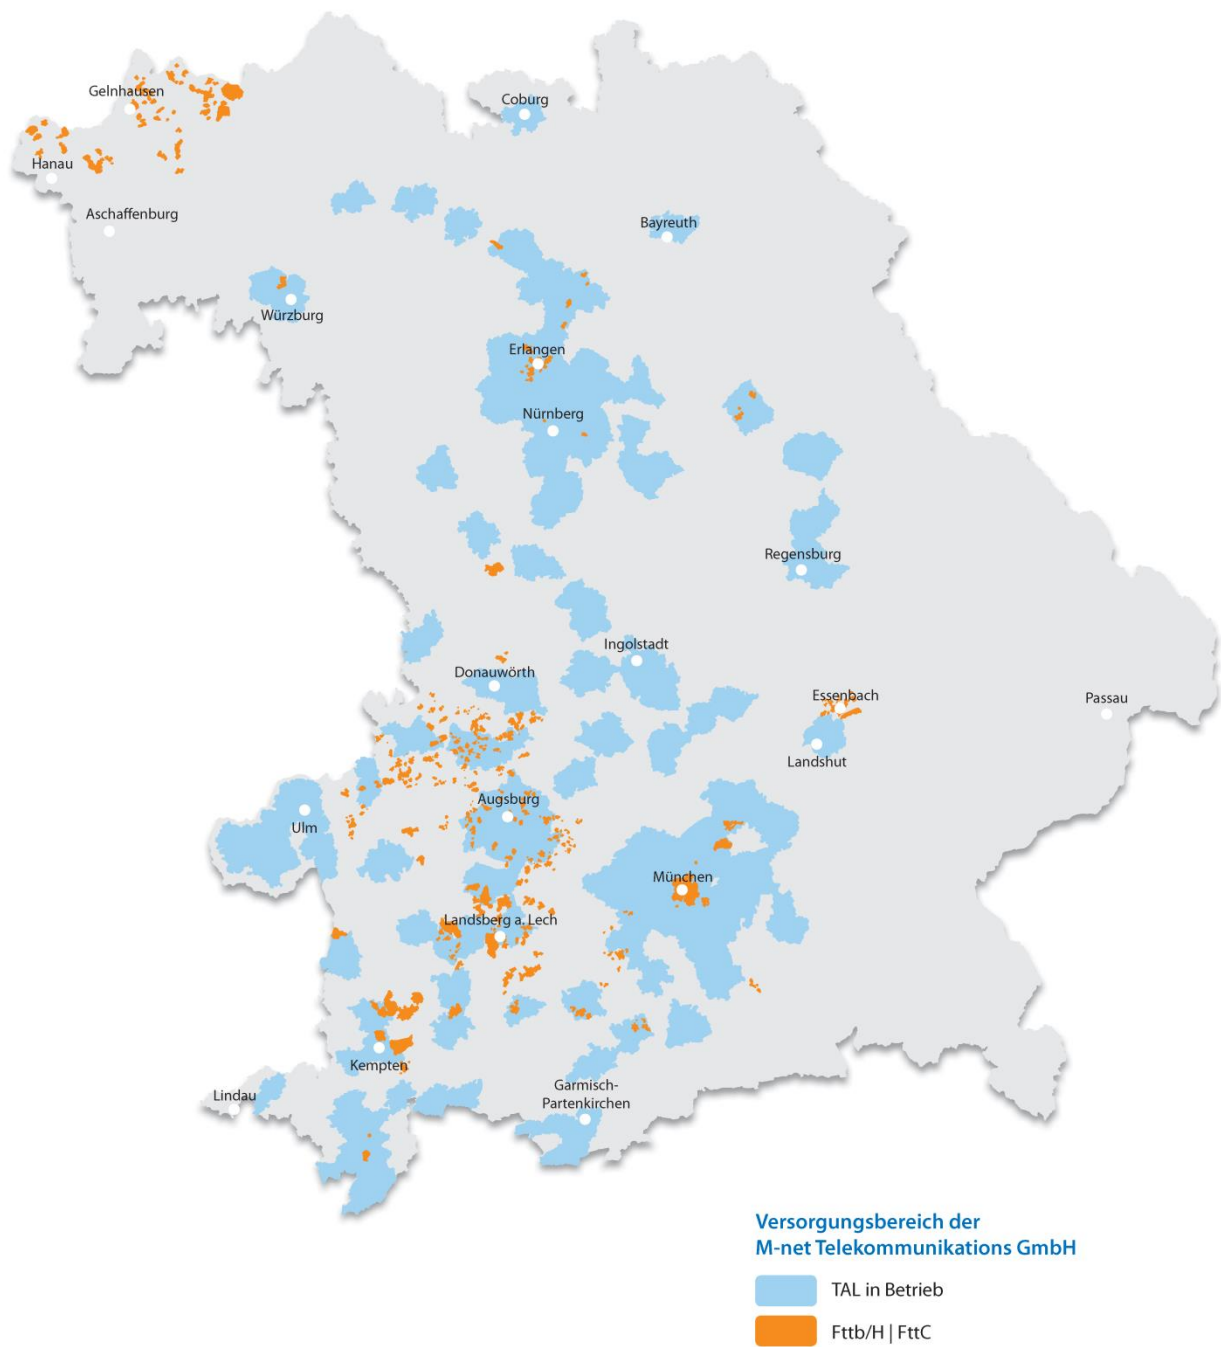 Gelnhausen
Coburg
Hanau
Aschaffenburg
Bayreuth
Würzburg
Erlangen
Nürnberg
Regensburg
Ingolstadt
Donauwörth
Essenbach
Passau
Landshut
Augsburg
Ulm
München
Landsberg a. Lech
Kempten
Lindau
Garmisch-
Partenkirchen
Versorgungsbereich der
M-net Telekommunikations GmbH
TAL in Betrieb
Fttb/H | FttC